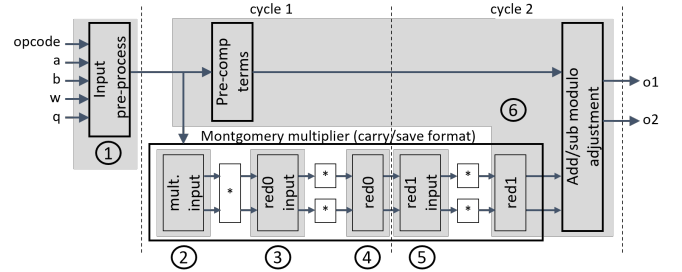 cycle 1
cycle 2
opcode
a
b
w
q
Input
pre-process
1
Pre-comp
terms
6
Add/sub modulo
adjustment
o1
o2
Montgomery multiplier (carry/save format)
mult.
input
*
red0
input
*
*
red0
red1
input
*
*
red1
2
3
4
5